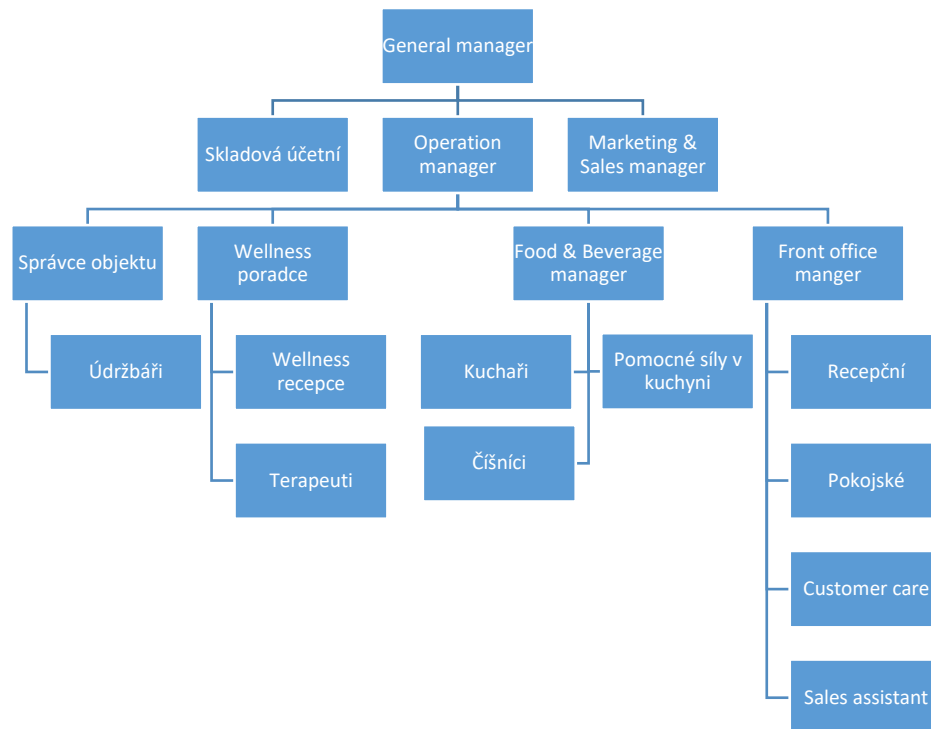 General manager
Skladová účetní
Operation
manager
Marketing &
Sales manager
Správce objektu
Wellness
poradce
Food & Beverage
manager
Front office
manger
Údržbáři
Wellness
recepce
Kuchaři
Pomocné síly v
kuchyni
Recepční
Terapeuti
Číšníci
Pokojské
Customer care
Sales assistant